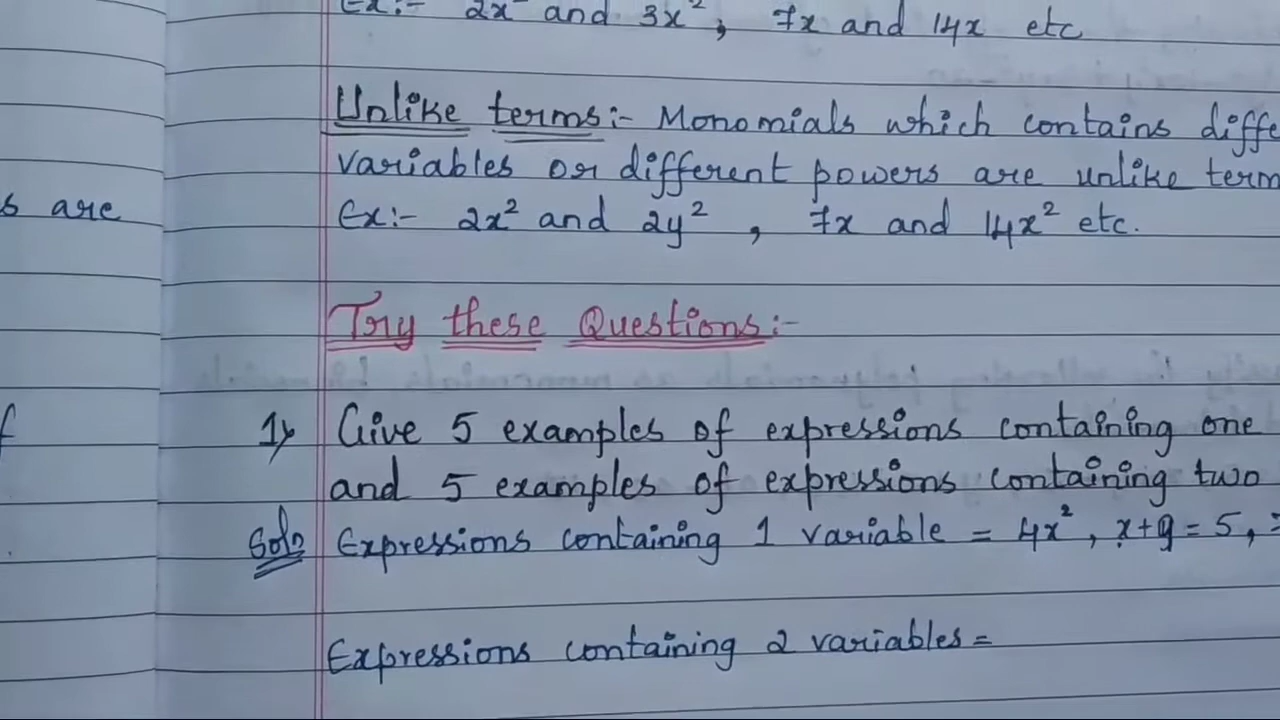 Ex:- 2x² and 3x², 7x and 14x etc
Unlike terms:- Monomials which contains diffe
variables or different powers are unlike term
s are
Ex:- 2x² and 2y², 7x and 14x² etc.
Try these Questions:-
f
1) Give 5 examples of expressions containing one
and 5 examples of expressions containing two
Soln Expressions containing 1 variable = 4x², x+9=5,
Expressions containing 2 variables =